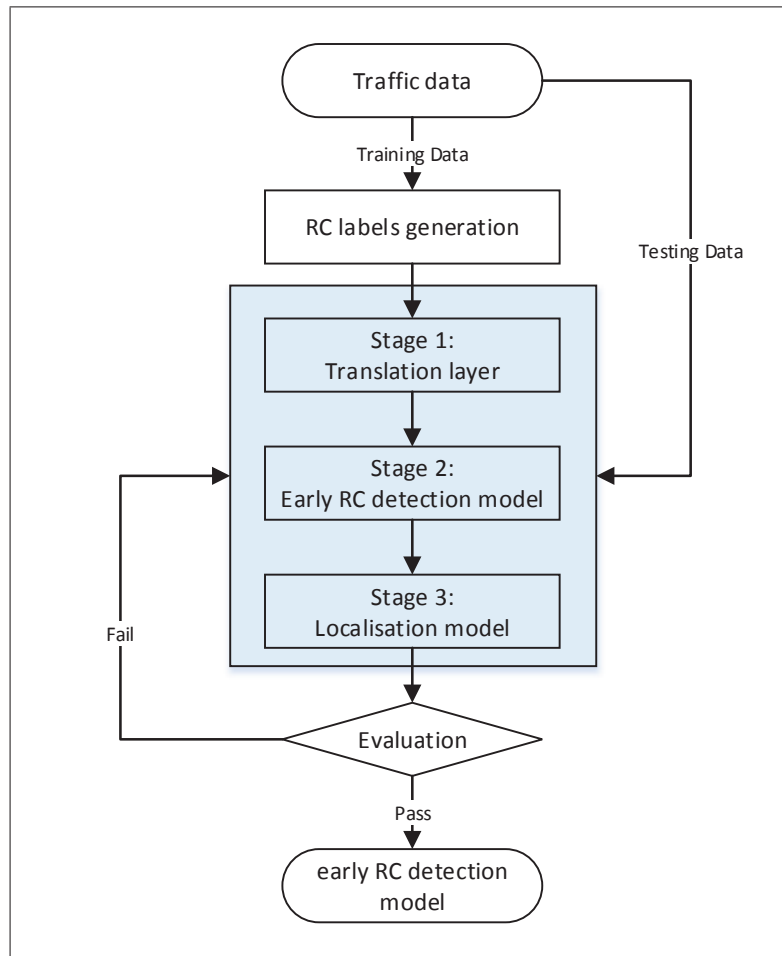 Traffic data
Training Data
RC labels generation
Testing Data
Stage 1:
Translation layer
Stage 2:
Early RC detection model
Stage 3:
Localisation model
Fail
Evaluation
Pass
early RC detection
model